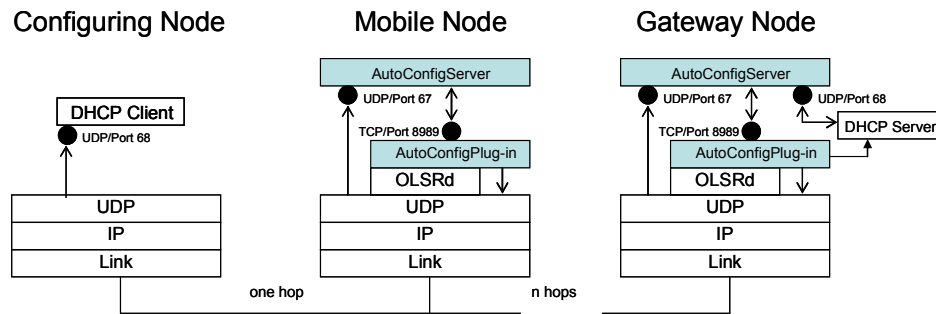 Configuring Node
Mobile Node
Gateway Node
AutoConfigServer
AutoConfigServer
UDP/Port 67
UDP/Port 67
UDP/Port 68
DHCP Client
UDP/Port 68
TCP/Port 8989
TCP/Port 8989
DHCP Server
AutoConfigPlug-in
AutoConfigPlug-in
OLSRd
OLSRd
UDP
UDP
UDP
IP
IP
IP
Link
Link
Link
one hop
n hops